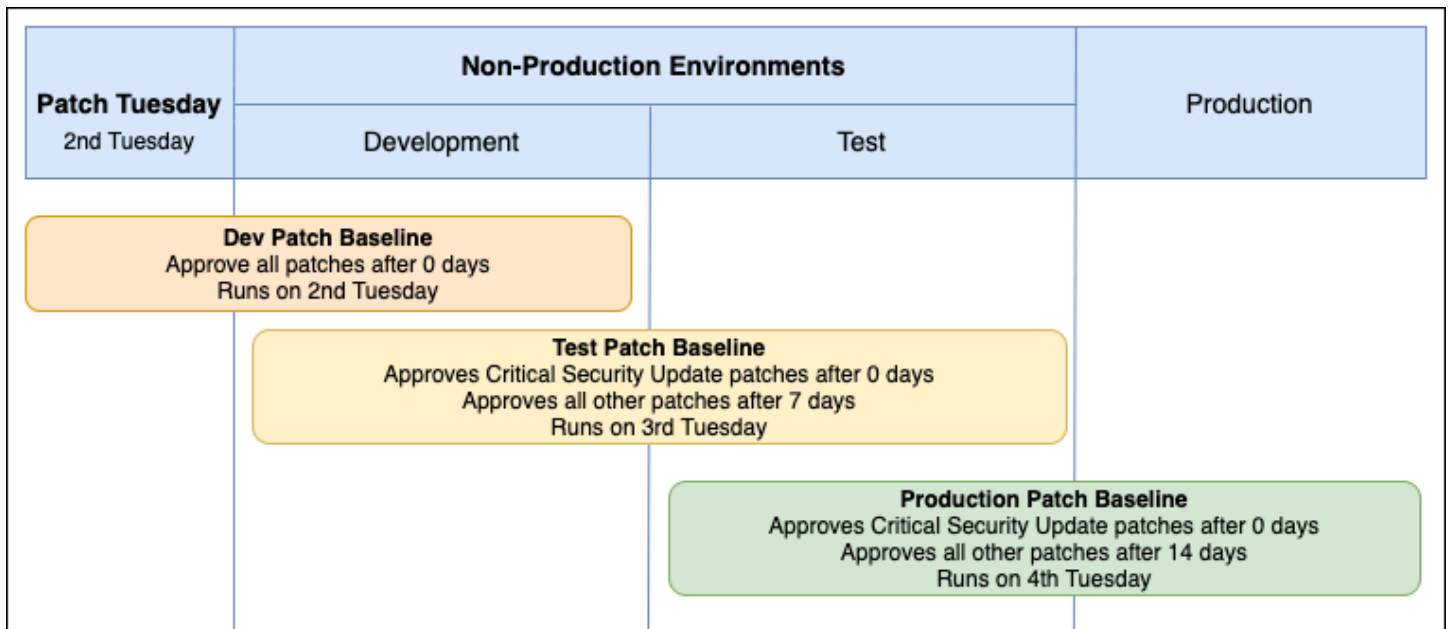 Patch Tuesday
2nd Tuesday
Non-Production Environments
Development
Test
Production
Dev Patch Baseline
Approve all patches after 0 days
Runs on 2nd Tuesday
Test Patch Baseline
Approves Critical Security Update patches after 0 days
Approves all other patches after 7 days
Runs on 3rd Tuesday
Production Patch Baseline
Approves Critical Security Update patches after 0 days
Approves all other patches after 14 days
Runs on 4th Tuesday